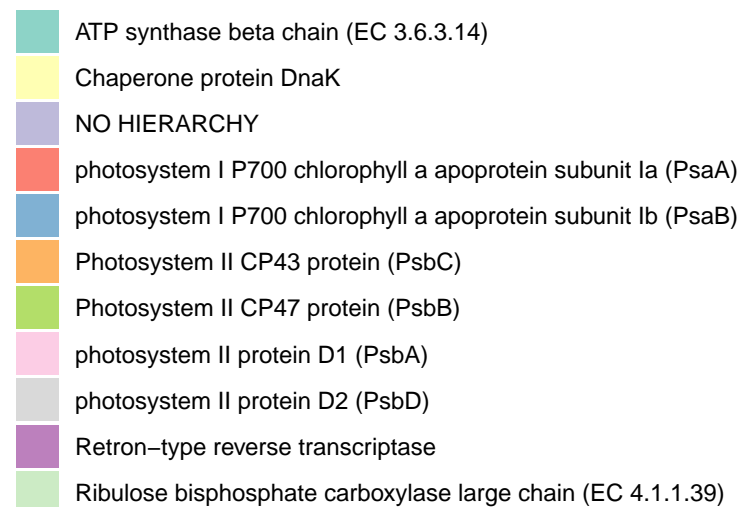 ATP synthase beta chain (EC 3.6.3.14)
Chaperone protein DnaK
NO HIERARCHY
photosystem I P700 chlorophyll a apoprotein subunit Ia (PsaA)
photosystem I P700 chlorophyll a apoprotein subunit Ib (PsaB)
Photosystem II CP43 protein (PsbC)
Photosystem II CP47 protein (PsbB)
photosystem II protein D1 (PsbA)
photosystem II protein D2 (PsbD)
Retron−type reverse transcriptase
Ribulose bisphosphate carboxylase large chain (EC 4.1.1.39)